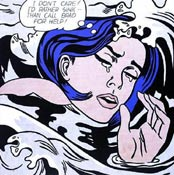 I DON'T CARE!
I'D RATHER SINK --
THAN CALL BRAD
FOR HELP!